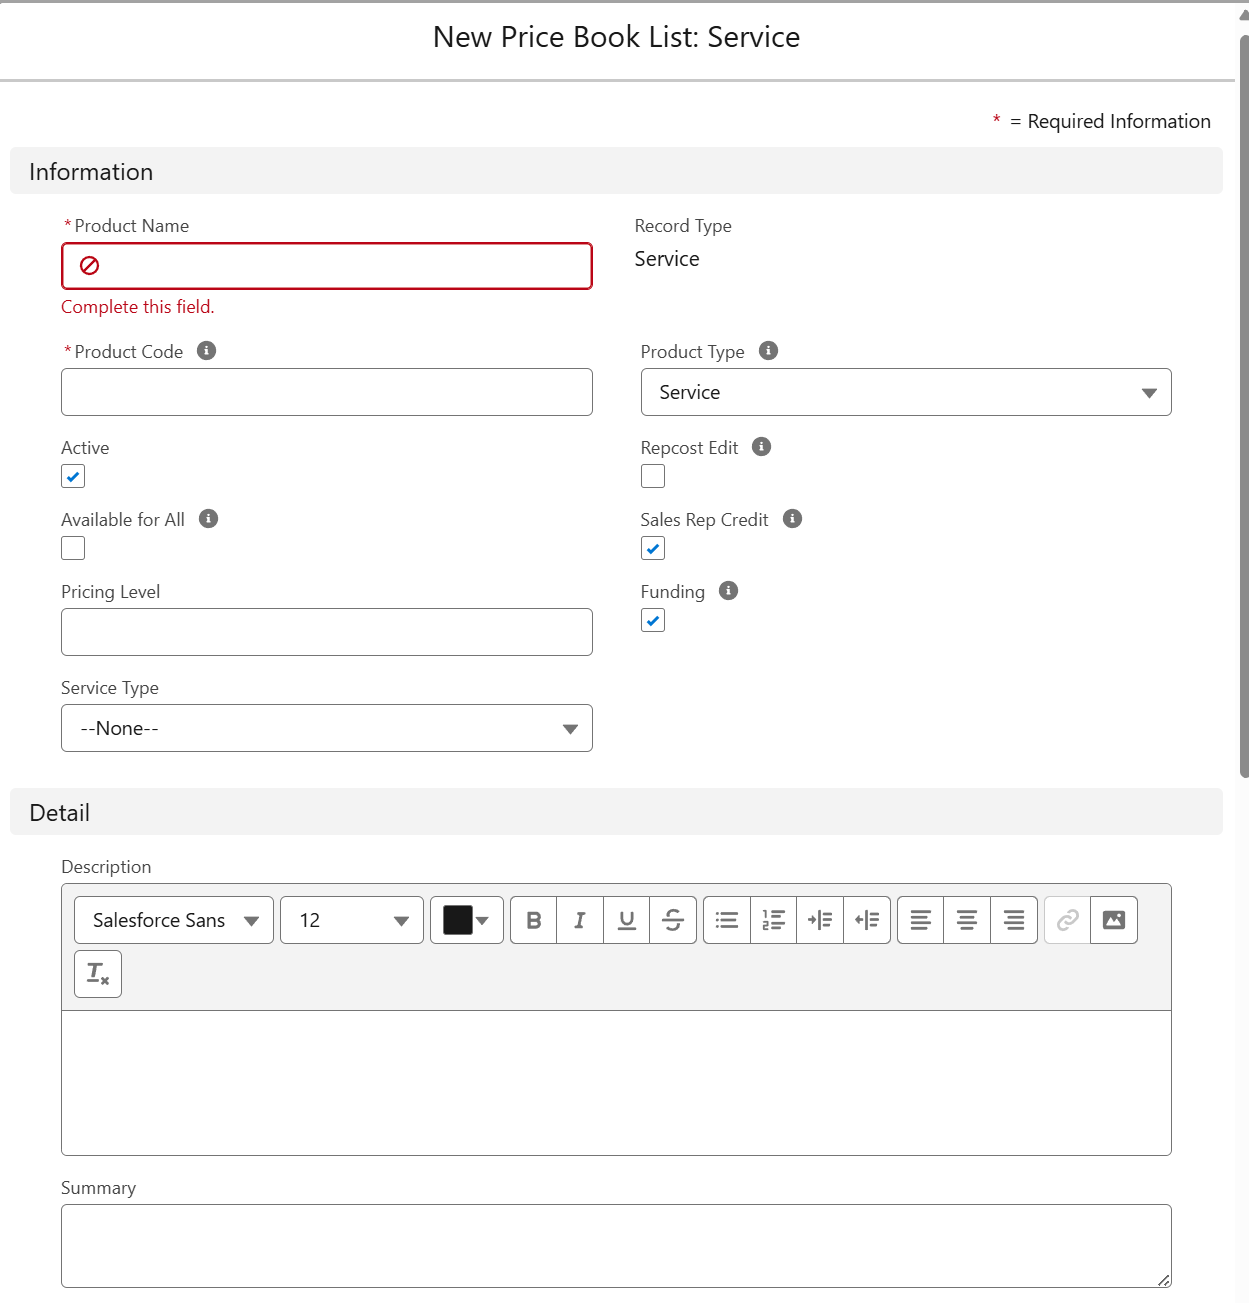 New Price Book List: Service
* = Required Information
Information
*Product Name
Complete this field.
Record Type
Service
*Product Code
Product Type
Service
Active
Repcost Edit
Available for All
Sales Rep Credit
Pricing Level
Funding
Service Type
--None--
Detail
Description
Salesforce Sans
12
Summary